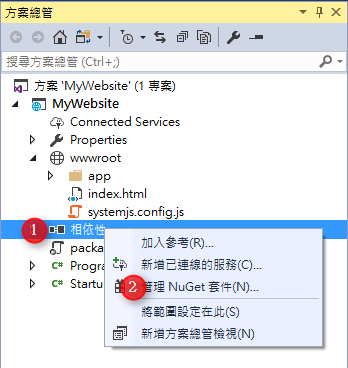 方案總管
搜尋方案總管 (Ctrl+;)
方案 'MyWebsite' (1 專案)
MyWebsite
Connected Services
Properties
wwwroot
app
index.html
systemjs.config.js
1 相依性
packa
加入參考(R)...
Progra
新增已連線的服務(C)...
Startu
2 管理 NuGet 套件(N)...
將範圍設定在此(S)
新增方案總管檢視(N)